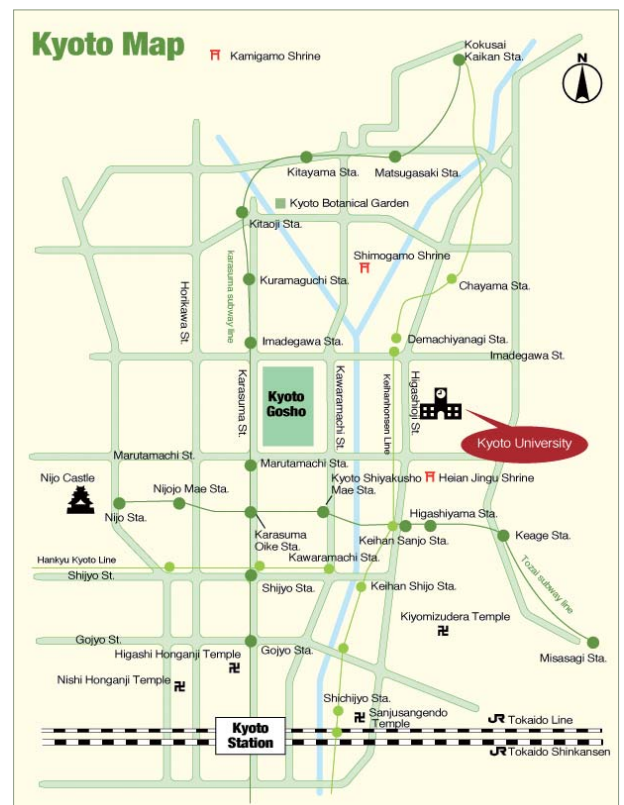 Kyoto Map
Kamigamo Shrine
Kokusai
Kaikan Sta.
N
Kitayama Sta.
Matsugasaki Sta.
Kyoto Botanical Garden
Kitaoji Sta.
Shimogamo Shrine
karasuma subway line
Horikawa St.
Kuramaguchi Sta.
Chayama Sta.
Imadegawa Sta.
Demachiyanagi Sta.
Imadegawa St.
Karasuma St.
Kyoto
Gosho
Kawaramachi St.
Keihanhonsen Line
Higashioji St.
Kyoto University
Marutamachi St.
Marutamachi Sta.
Kyoto Shiyakusho
Mae Sta.
Heian Jingu Shrine
Nijo Castle
Nijojo Mae Sta.
Nijo Sta.
Karasuma
Oike Sta.
Higashiyama Sta.
Keihan Sanjo Sta.
Keage Sta.
Tozai subway line
Hankyu Kyoto Line
Kawaramachi Sta.
Shijyo St.
Shijyo Sta.
Keihan Shijo Sta.
Kiyomizudera Temple
Gojyo St.
Gojyo Sta.
Higashi Honganji Temple
Misasagi Sta.
Nishi Honganji Temple
Shichijyo Sta.
Sanjusangendo
Temple
Kyoto
Station
JR Tokaido Line
JR Tokaido Shinkansen